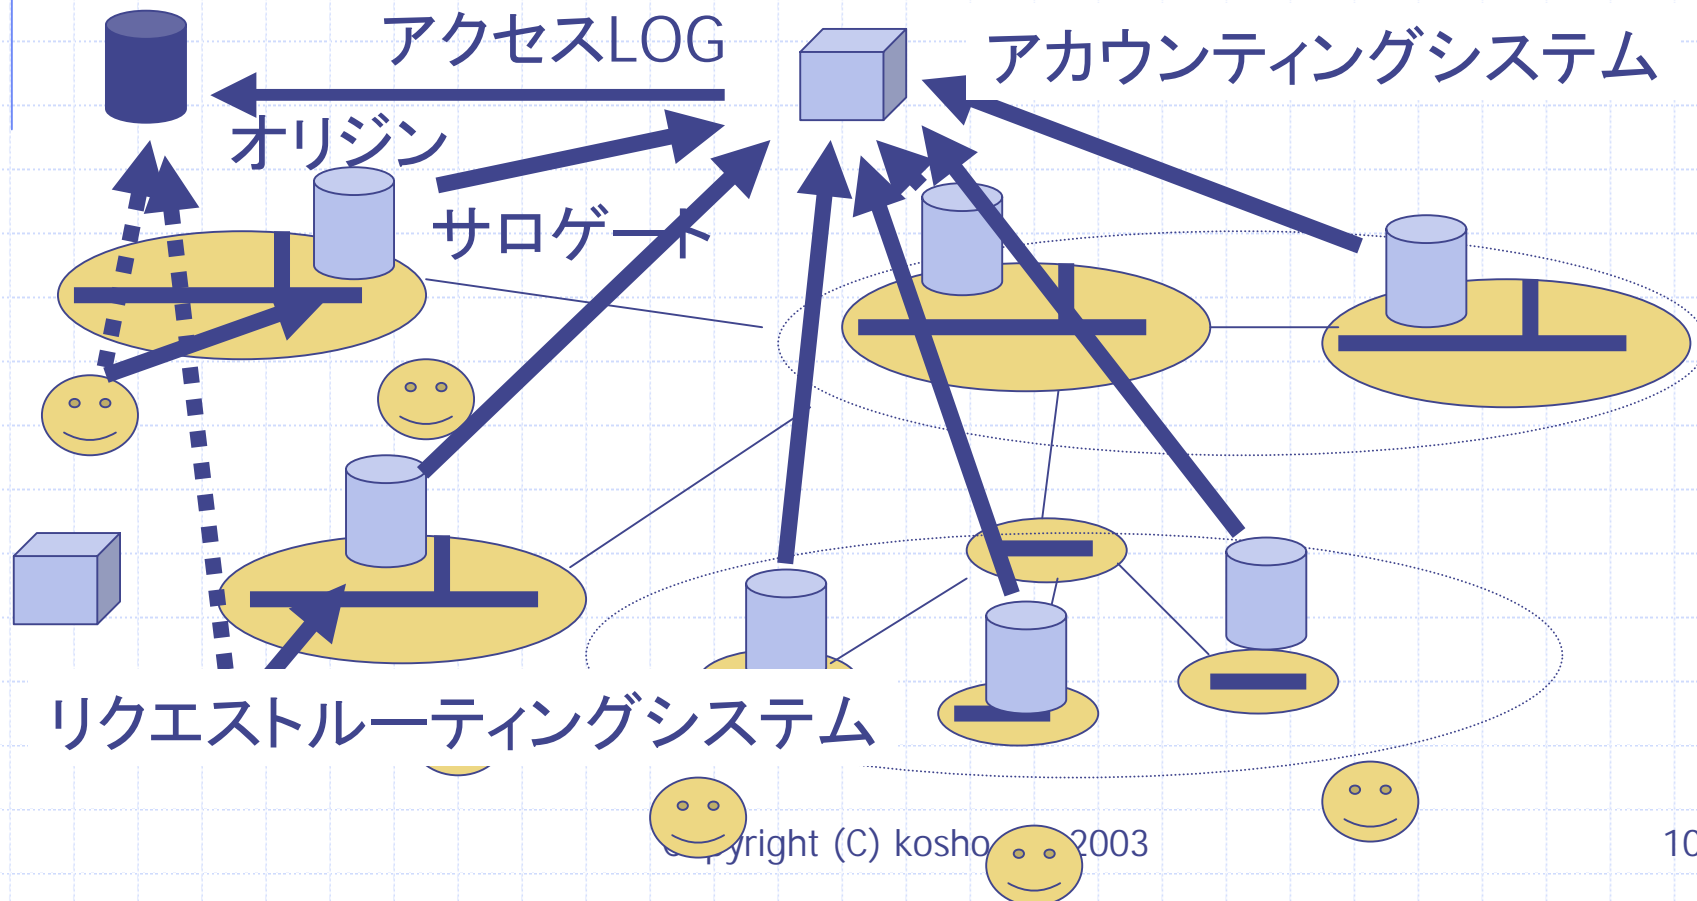 アクセスLOG
アカウンティングシステム
オリジン
サロゲート
リクエストルーティングシステム
(C) kosho 2003
10